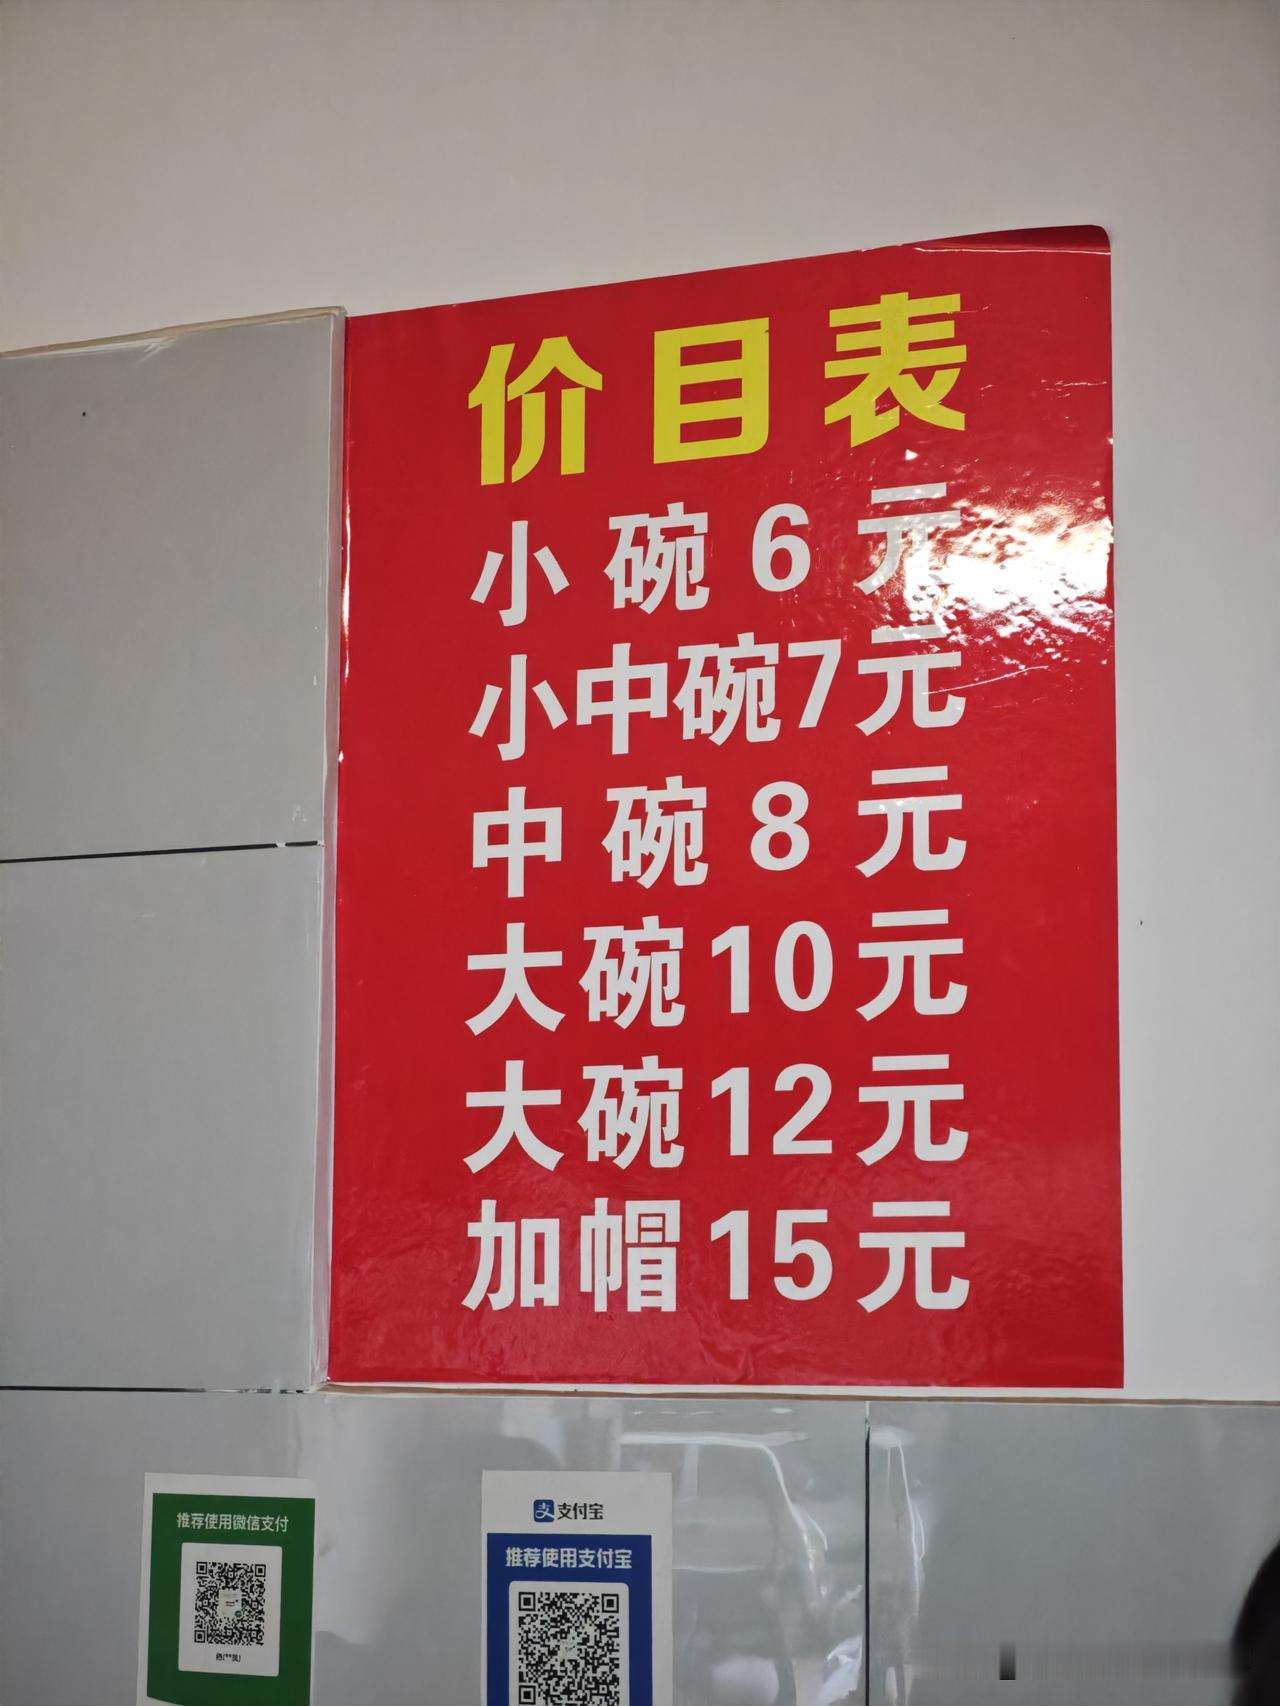 价目表
小碗6元
小中碗7元
中碗8元
大碗10元
大碗12元
加帽15元
推荐使用微信支付
支付宝
推荐使用支付宝